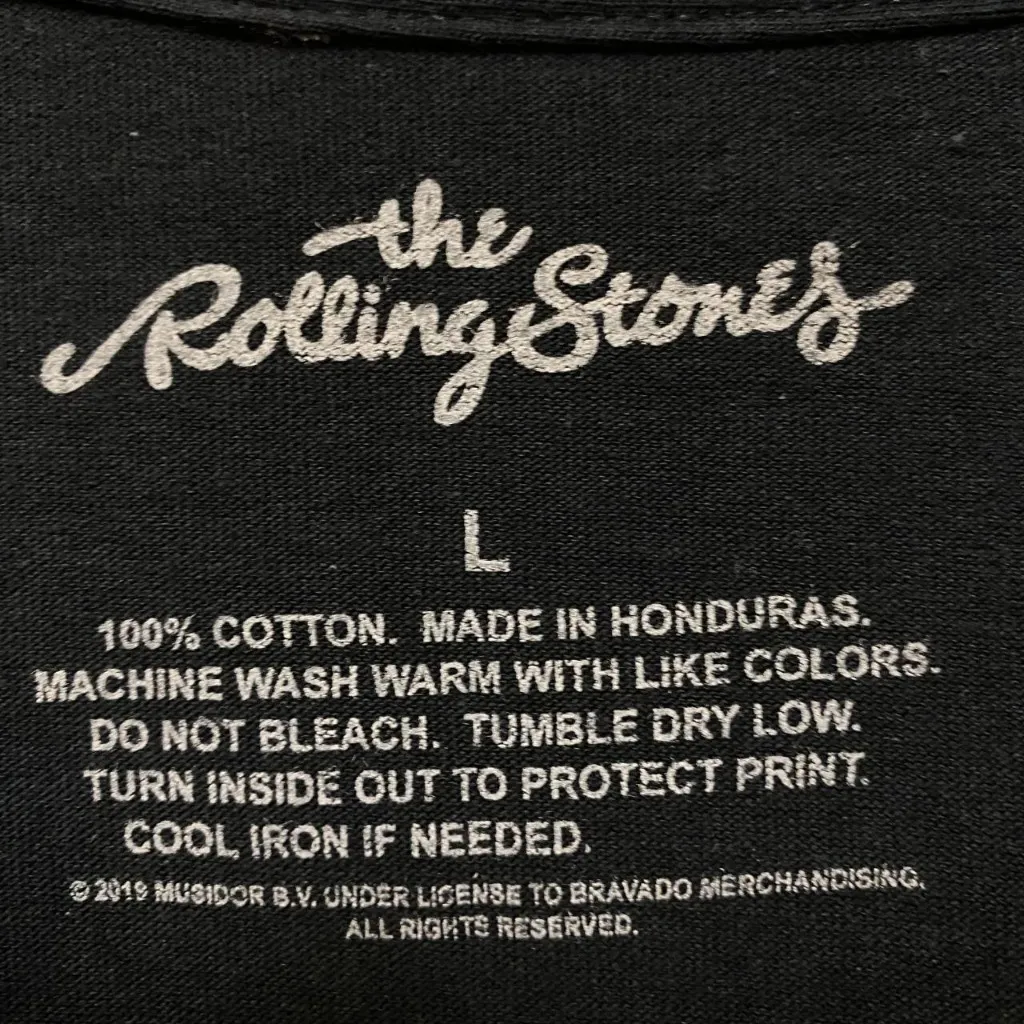 the
Rolling Stones
L
100% COTTON. MADE IN HONDURAS.
MACHINE WASH WARM WITH LIKE COLORS.
DO NOT BLEACH. TUMBLE DRY LOW.
TURN INSIDE OUT TO PROTECT PRINT.
COOL IRON IF NEEDED.
© 2019 MUSIDOR B.V. UNDER LICENSE TO BRAVADO MERCHANDISING.
ALL RIGHTS RESERVED.